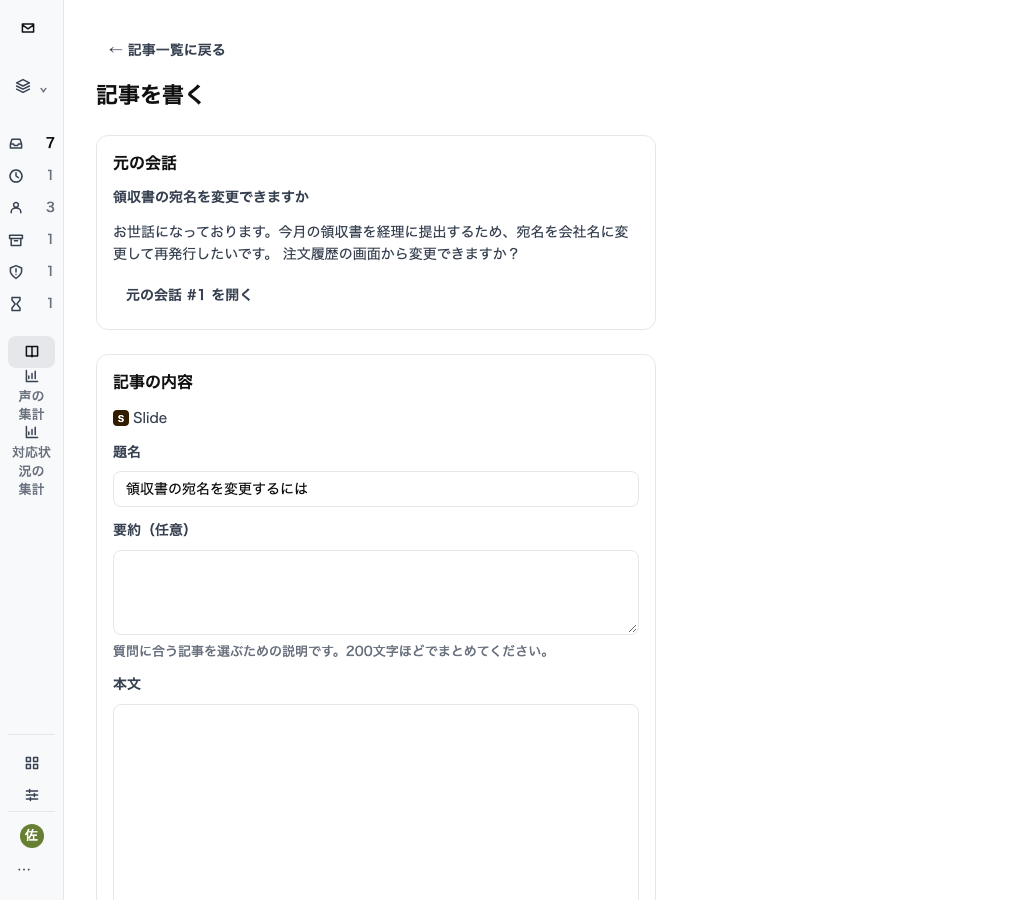 ← 記事一覧に戻る
記事を書く
元の会話
領収書の宛名を変更できますか
お世話になっております。今月の領収書を経理に提出するため、宛名を会社名に変
更して再発行したいです。 注文履歴の画面から変更できますか？
元の会話 #1 を開く
記事の内容
s Slide
題名
領収書の宛名を変更するには
要約（任意）
質問に合う記事を選ぶための説明です。200文字ほどでまとめてください。
本文
7
1
3
1
1
1
声の
集計
対応状
況の
集計
佐
…